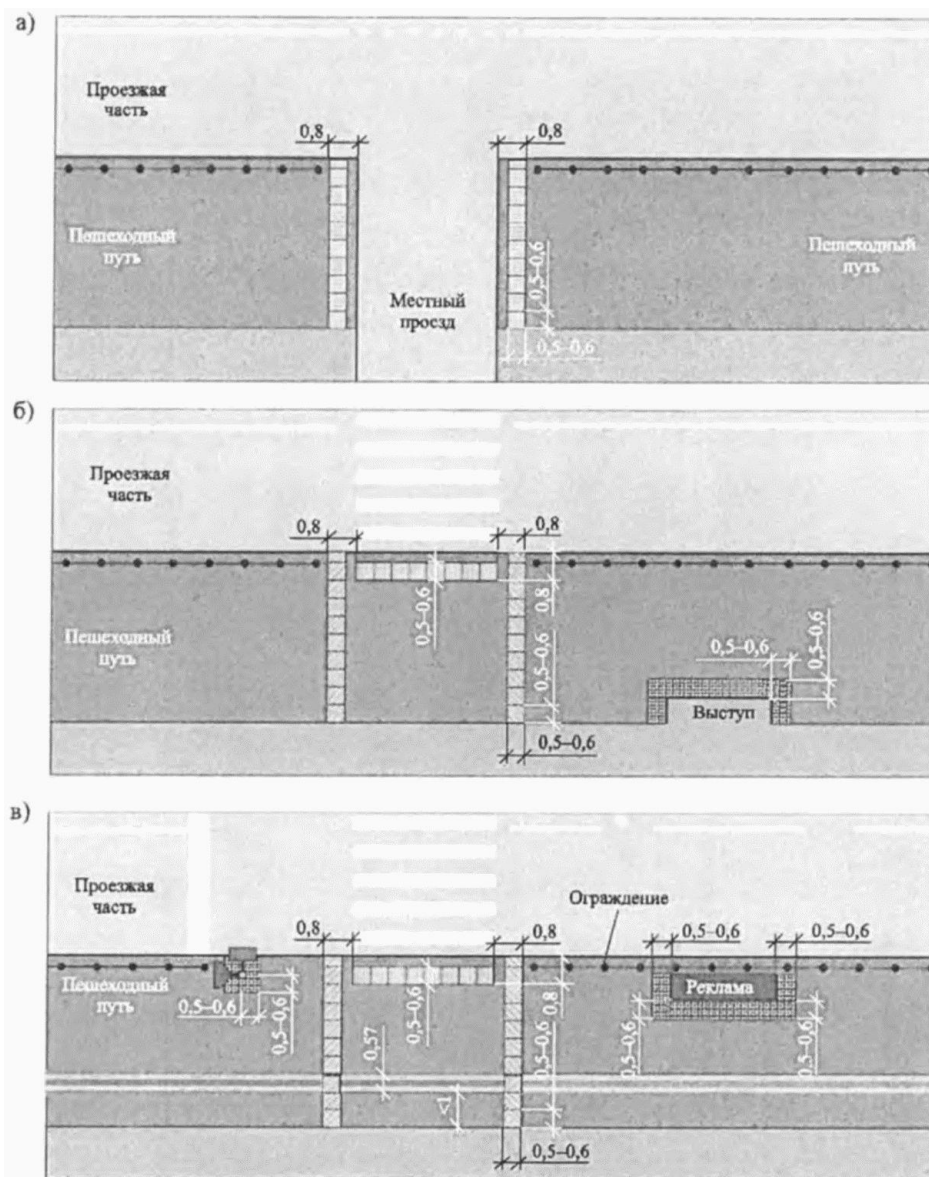 а)
Проезжая
часть
0,8
0,8
Пешеходный
путь
Пешеходный
путь
0,5–0,6
Местный
проезд
0,5–0,6
б)
Проезжая
часть
0,8
0,8
0,5–0,6
0,8
Пешеходный
путь
0,5–0,6
0,5–0,6
0,5–0,6
Выступ
0,5–0,6
в)
Проезжая
часть
Ограждение
0,8
0,8
0,5–0,6
0,5–0,6
Пешеходный
путь
Реклама
0,5–0,6
0,5–0,6
0,5–0,6
0,8
0,57
0,5–0,6
0,5–0,6
0,5–0,6
<1
0,5–0,6